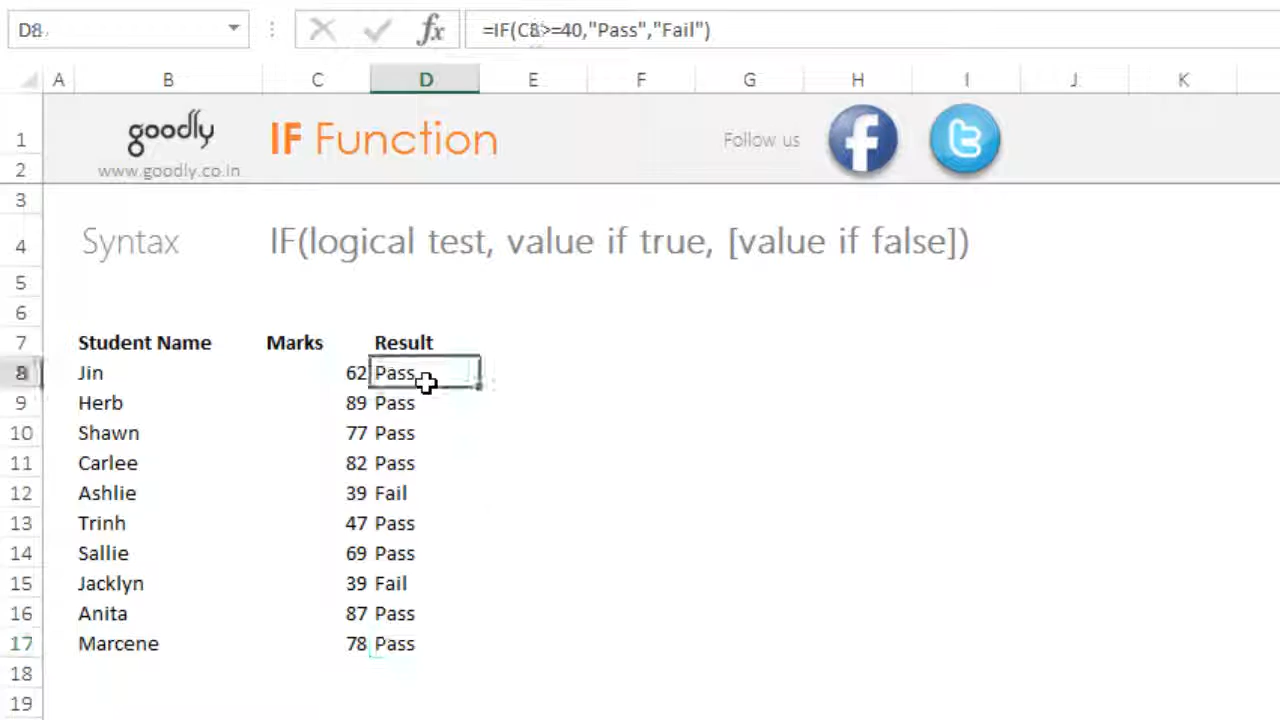 D8
fx
=IF(C8>=40,"Pass","Fail")
A B C D E F G H I J K
1 goodly IF Function Follow us f t
2 www.goodly.co.in
3
4 Syntax IF(logical test, value if true, [value if false])
5
6
7 Student Name Marks Result
8 Jin 62 Pass
9 Herb 89 Pass
10 Shawn 77 Pass
11 Carlee 82 Pass
12 Ashlie 39 Fail
13 Trinh 47 Pass
14 Sallie 69 Pass
15 Jacklyn 39 Fail
16 Anita 87 Pass
17 Marcene 78 Pass
18
19